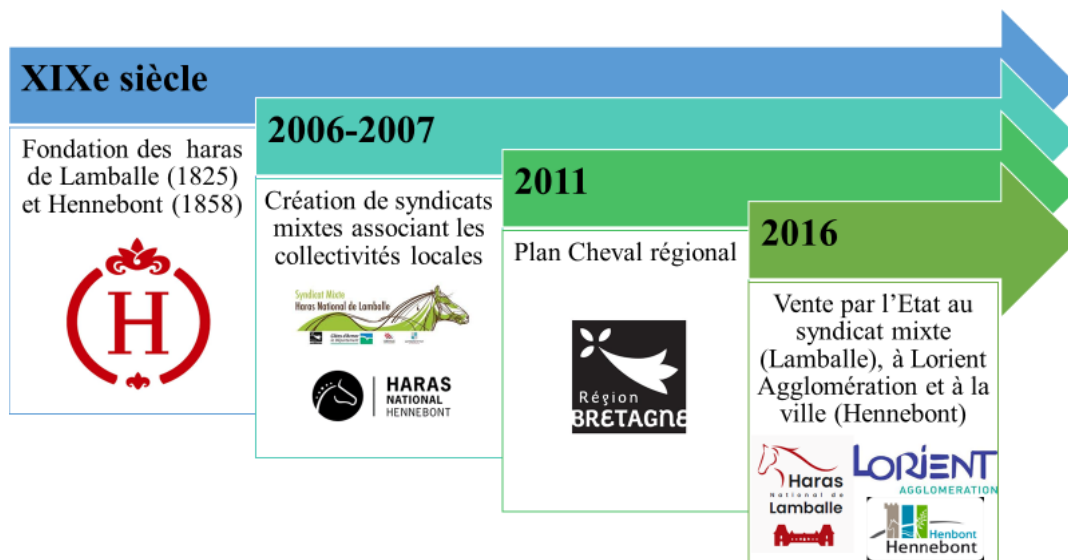 XIXe siècle
Fondation des haras
de Lamballe (1825)
et Hennebont (1858)
H
2006-2007
Création de syndicats
mixtes associant les
collectivités locales
Syndicat Mixte
Haras National de Lamballe
HARAS
NATIONAL
HENNEBONT
2011
Plan Cheval régional
Région
BRETAGNE
2016
Vente par l’Etat au
syndicat mixte
(Lamballe), à Lorient
Agglomération et à la
ville (Hennebont)
Haras
National de
Lamballe
LORIENT
AGGLOMERATION
Henbont
Hennebont